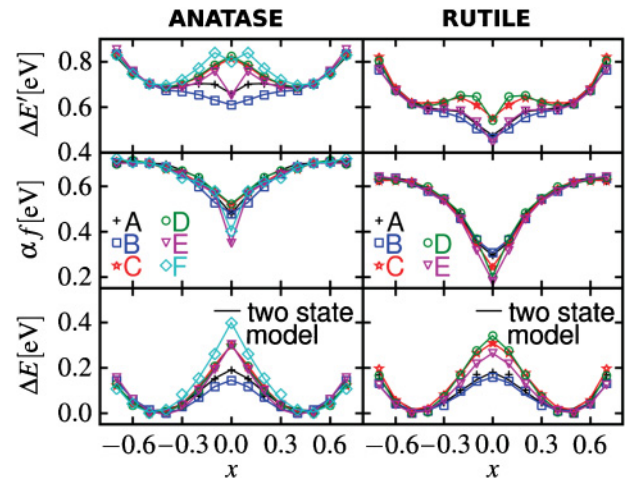 ANATASE RUTILE
ΔE′[eV]
0.8
0.6
0.4
αf[eV]
0.6
0.4
0.2
A D
B E
C F
A
B D
C E
ΔE[eV]
0.4
0.2
0.0
two state
model
two state
model
−0.6 −0.3 0.0 0.3 0.6
−0.6 −0.3 0.0 0.3 0.6
x x